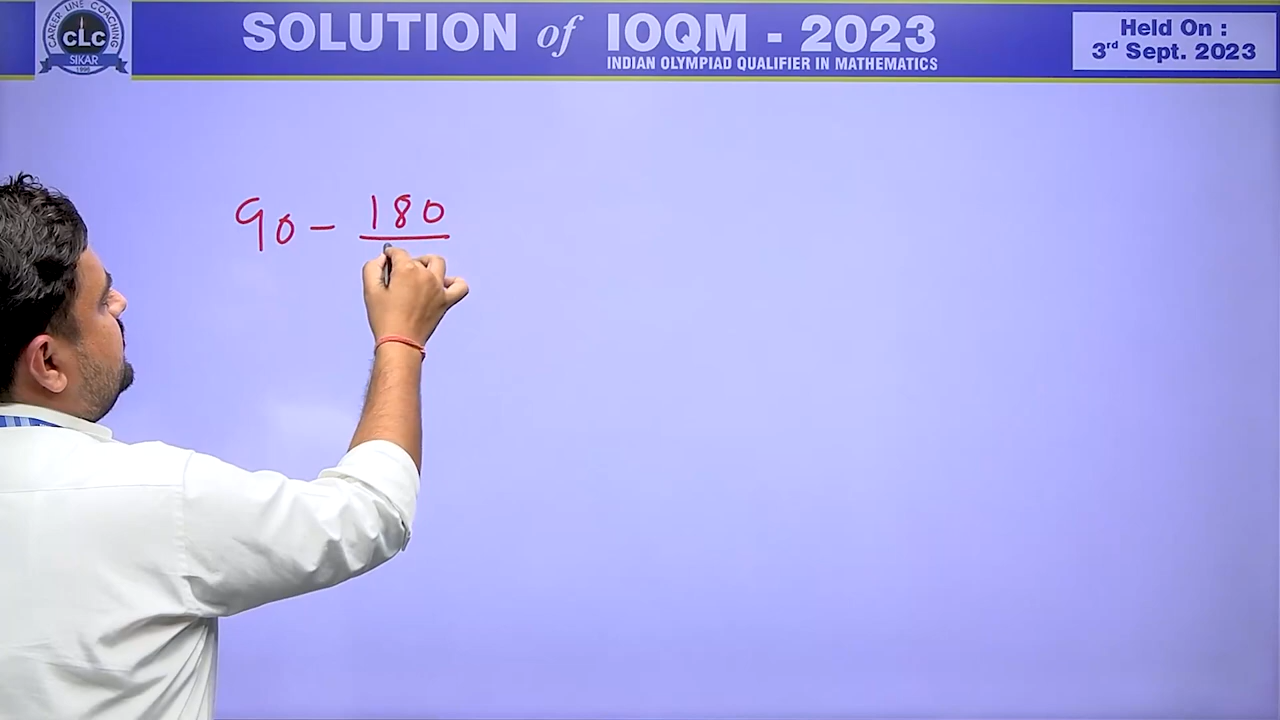 CAREER LINE COACHING
CLC
SIKAR
1996
SOLUTION of IOQM - 2023
INDIAN OLYMPIAD QUALIFIER IN MATHEMATICS
Held On :
3rd Sept. 2023
90 - 180